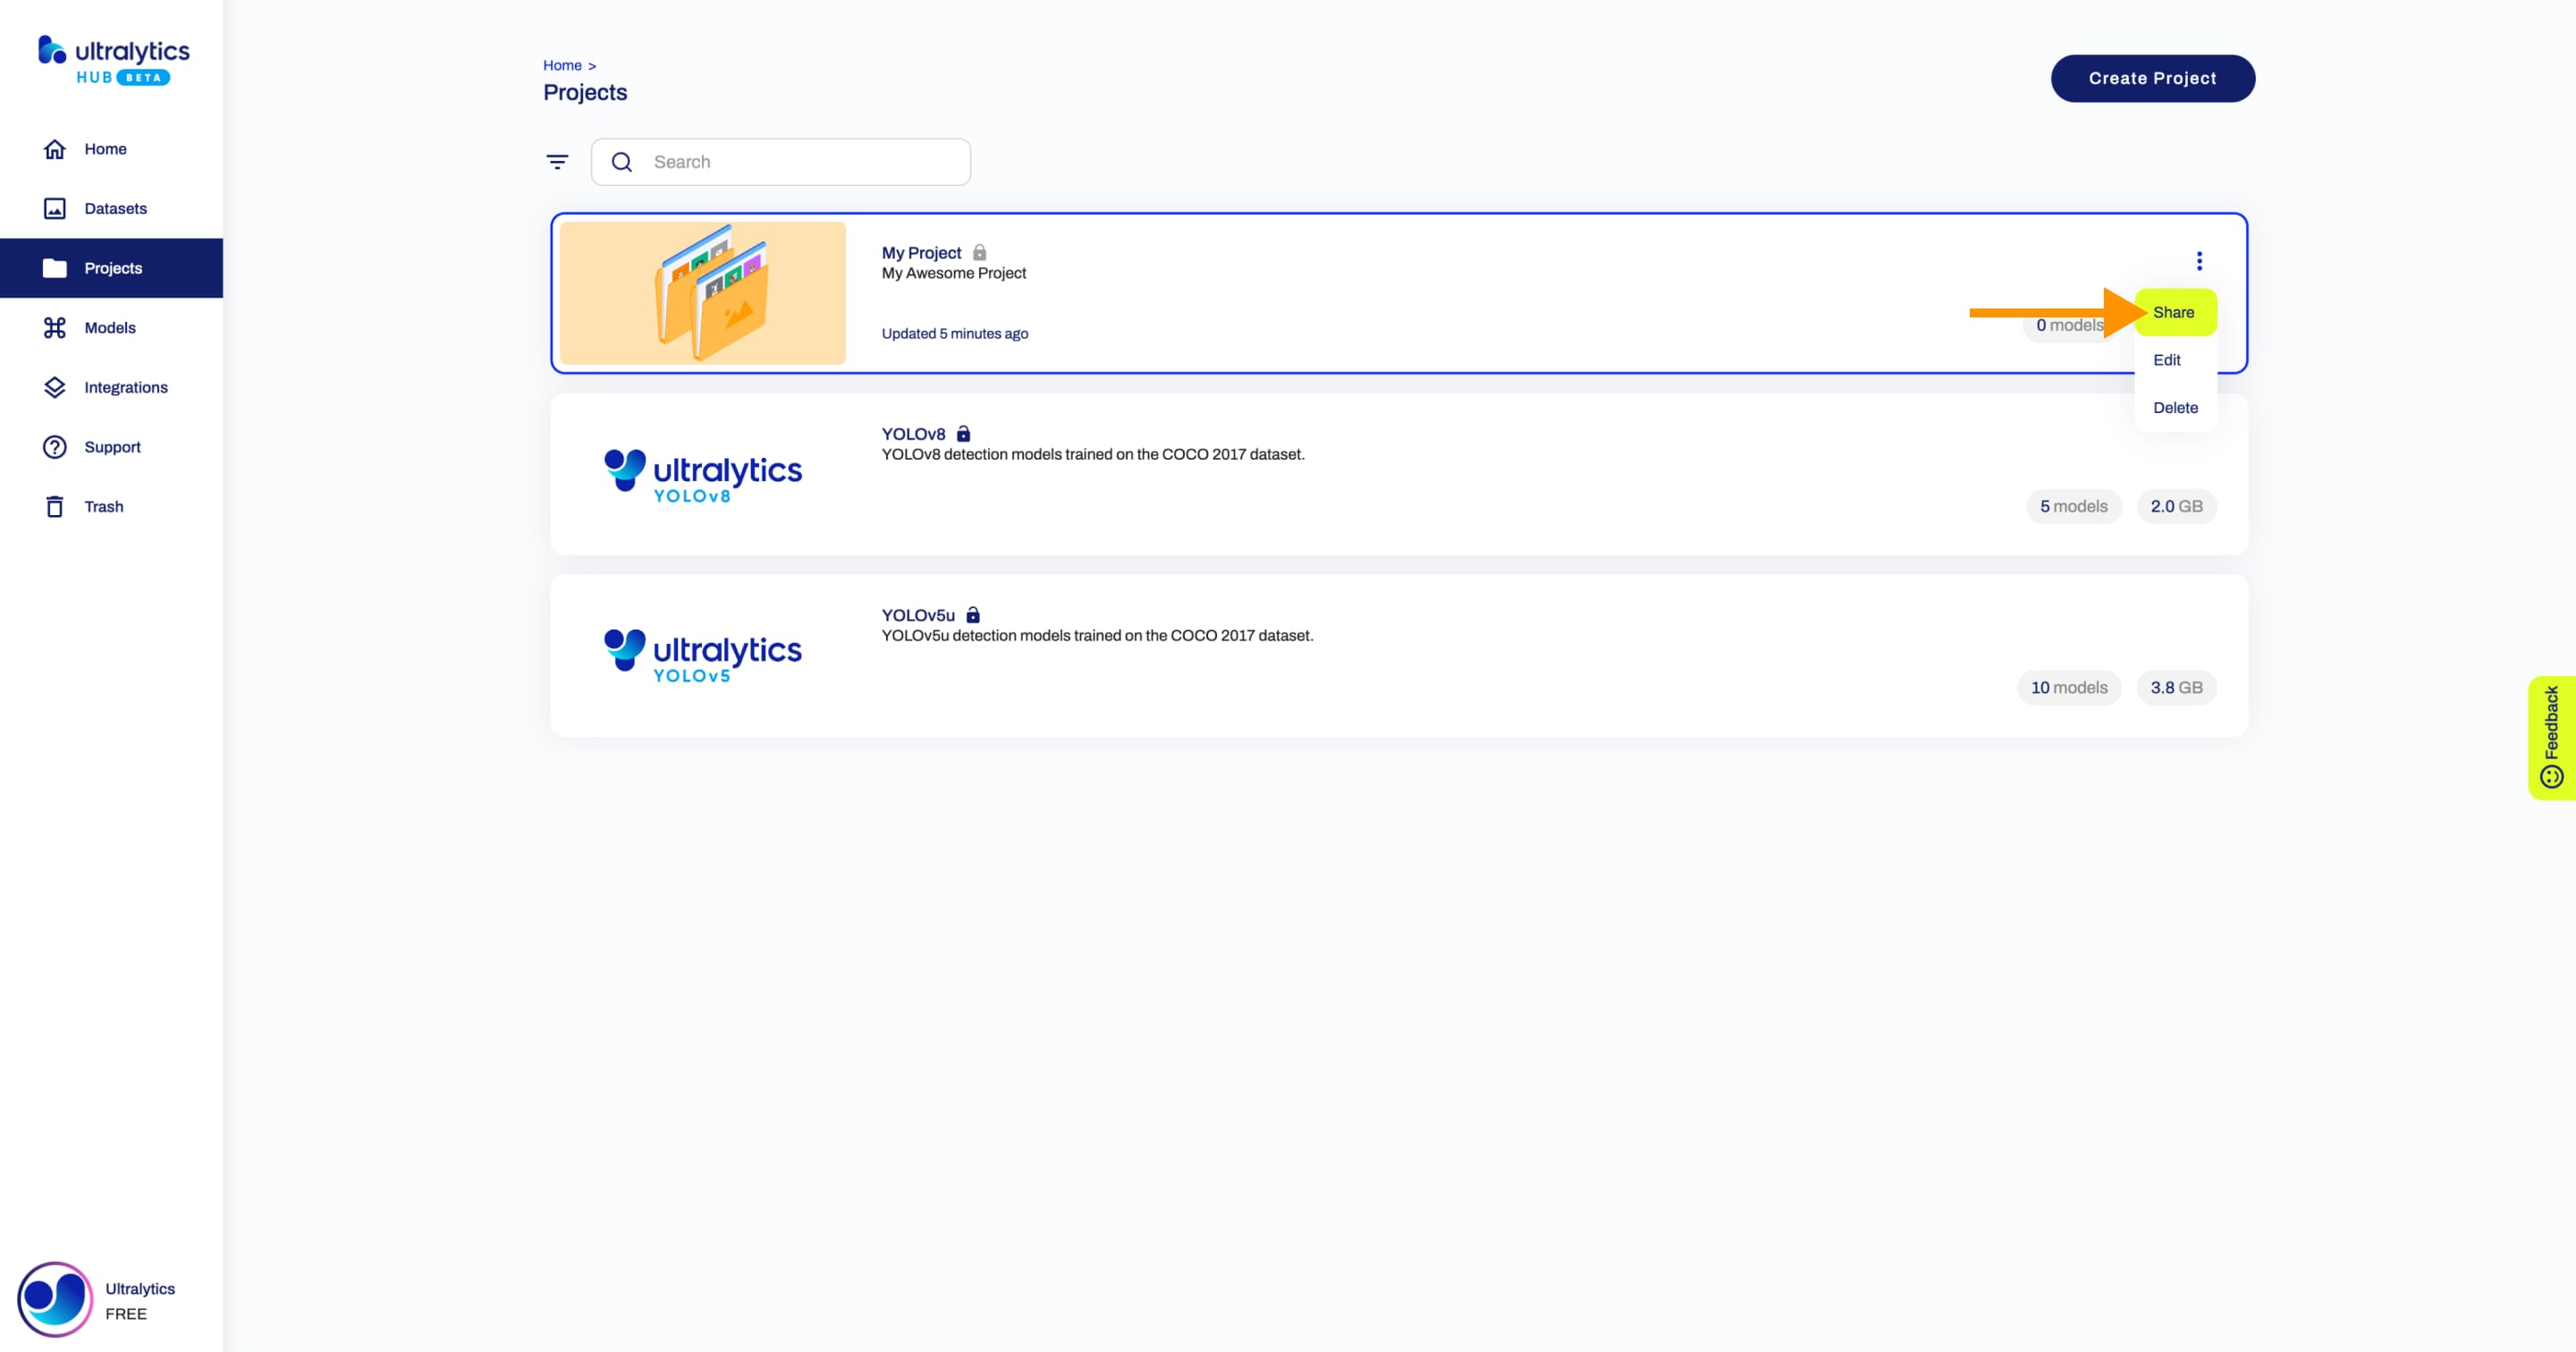 ultralytics
HUB BETA
Home
Datasets
Projects
Models
Integrations
Support
Trash
Ultralytics
FREE
Home >
Projects
Create Project
Search
My Project
My Awesome Project
Updated 5 minutes ago
0 models
Share
Edit
Delete
ultralytics
YOLOv8
YOLOv8
YOLOv8 detection models trained on the COCO 2017 dataset.
5 models
2.0 GB
ultralytics
YOLOv5
YOLOv5u
YOLOv5u detection models trained on the COCO 2017 dataset.
10 models
3.8 GB
Feedback